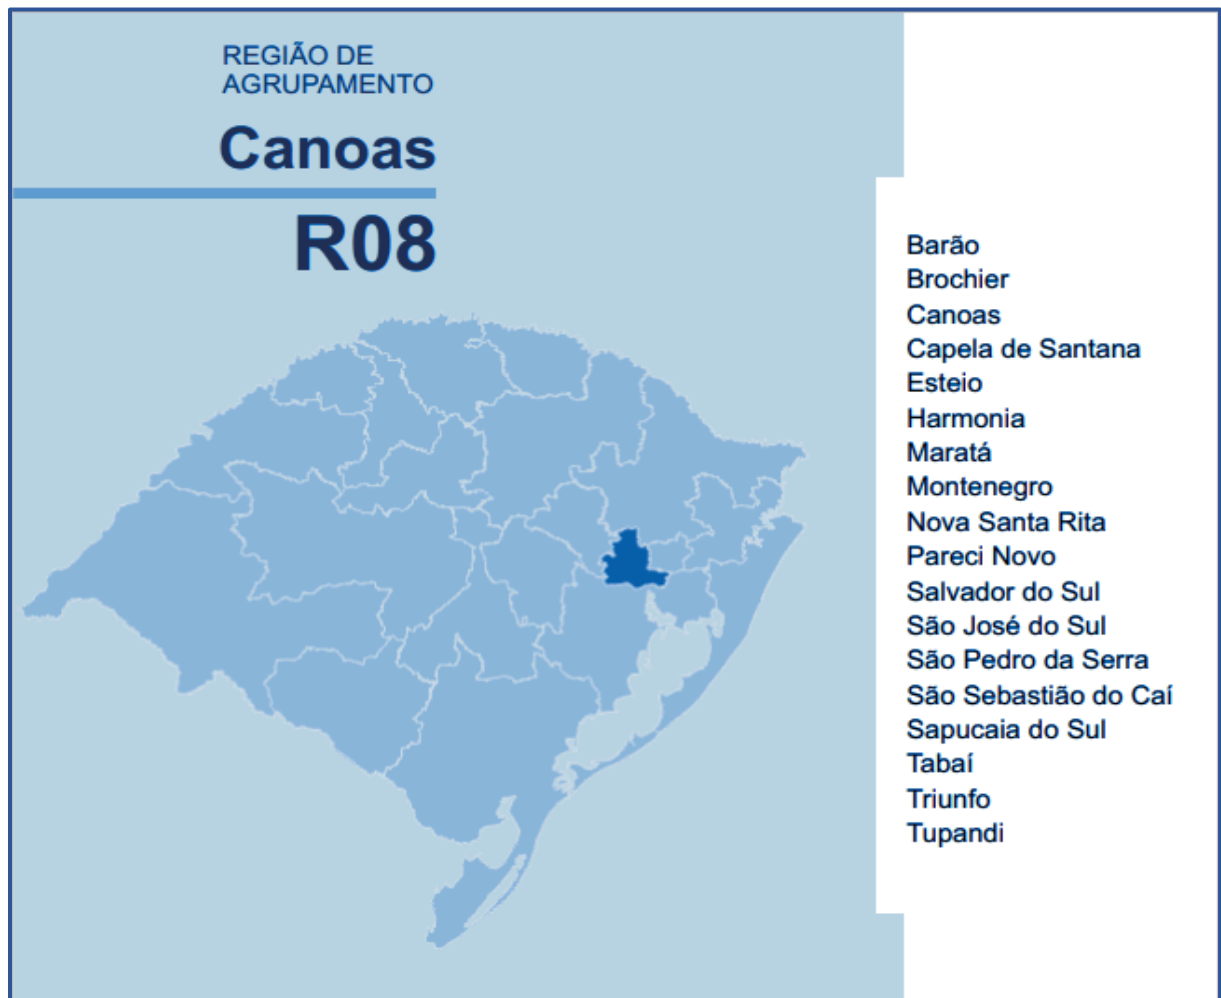 REGIÃO DE
AGRUPAMENTO
Canoas
R08
Barão
Brochier
Canoas
Capela de Santana
Esteio
Harmonia
Maratá
Montenegro
Nova Santa Rita
Pareci Novo
Salvador do Sul
São José do Sul
São Pedro da Serra
São Sebastião do Caí
Sapucaia do Sul
Tabaí
Triunfo
Tupandi